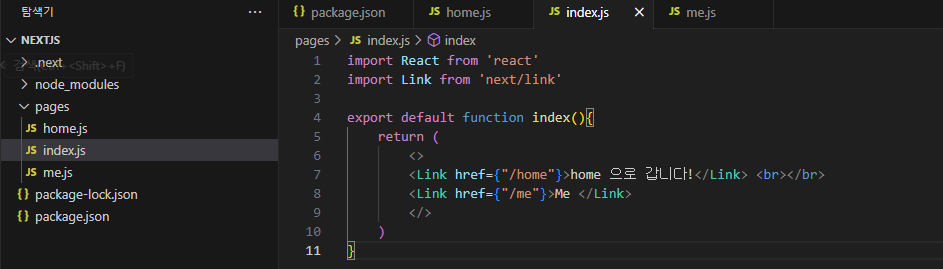 탐색기 ···
NEXTJS
.next
node_modules
pages
JS home.js
JS index.js
JS me.js
{} package-lock.json
{} package.json
{} package.json
JS home.js
JS index.js ×
JS me.js
pages > JS index.js > index
1 import React from 'react'
2 import Link from 'next/link'
3
4 export default function index(){
5 return (
6 <>
7 <Link href={"/home"}>home 으로 갑니다!</Link> <br></br>
8 <Link href={"/me"}>Me </Link>
9 </>
10 )
11 }